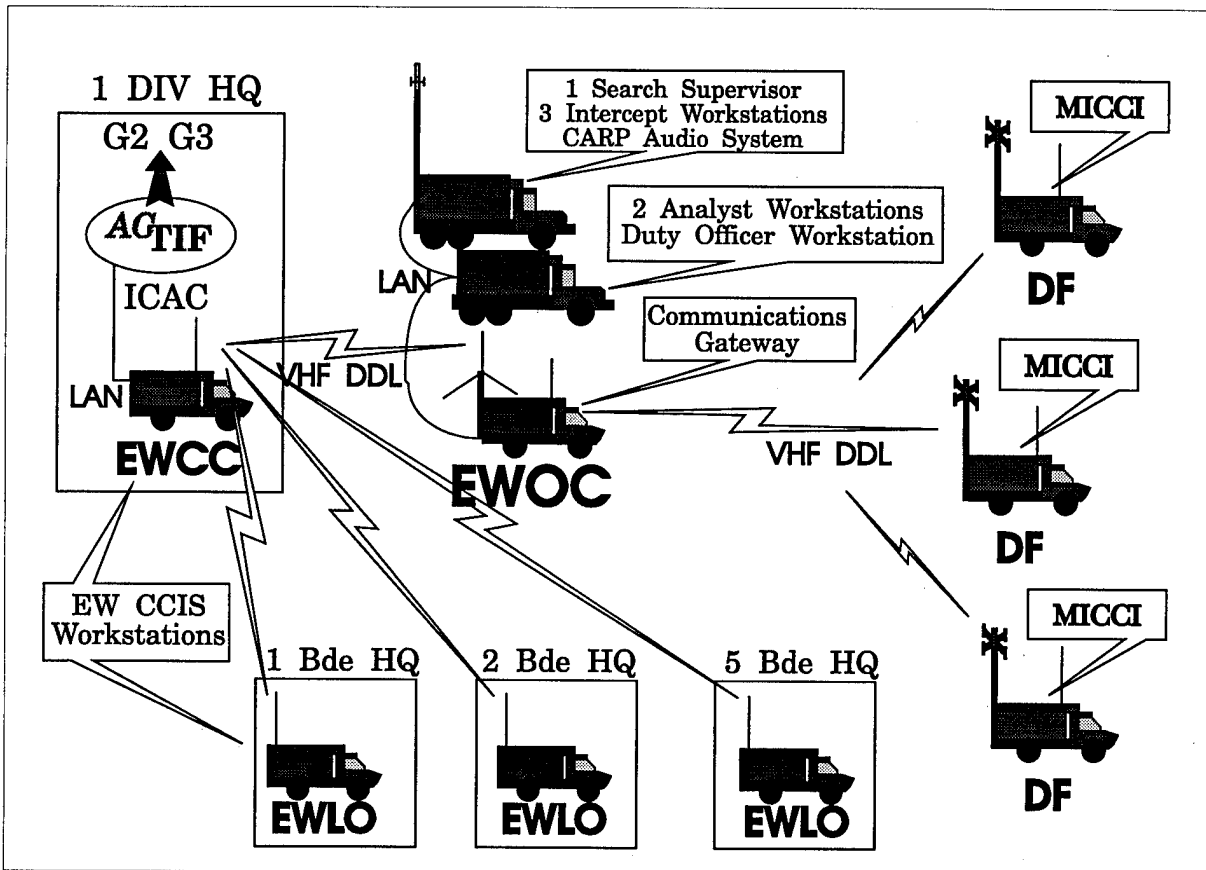 1 DIV HQ
G2 G3
AGTIF
ICAC
LAN
EWCC
1 Search Supervisor
3 Intercept Workstations
CARP Audio System
2 Analyst Workstations
Duty Officer Workstation
LAN
Communications
Gateway
VHF DDL
EWOC
VHF DDL
MICCI
DF
MICCI
DF
MICCI
DF
EW CCIS
Workstations
1 Bde HQ
EWLO
2 Bde HQ
EWLO
5 Bde HQ
EWLO